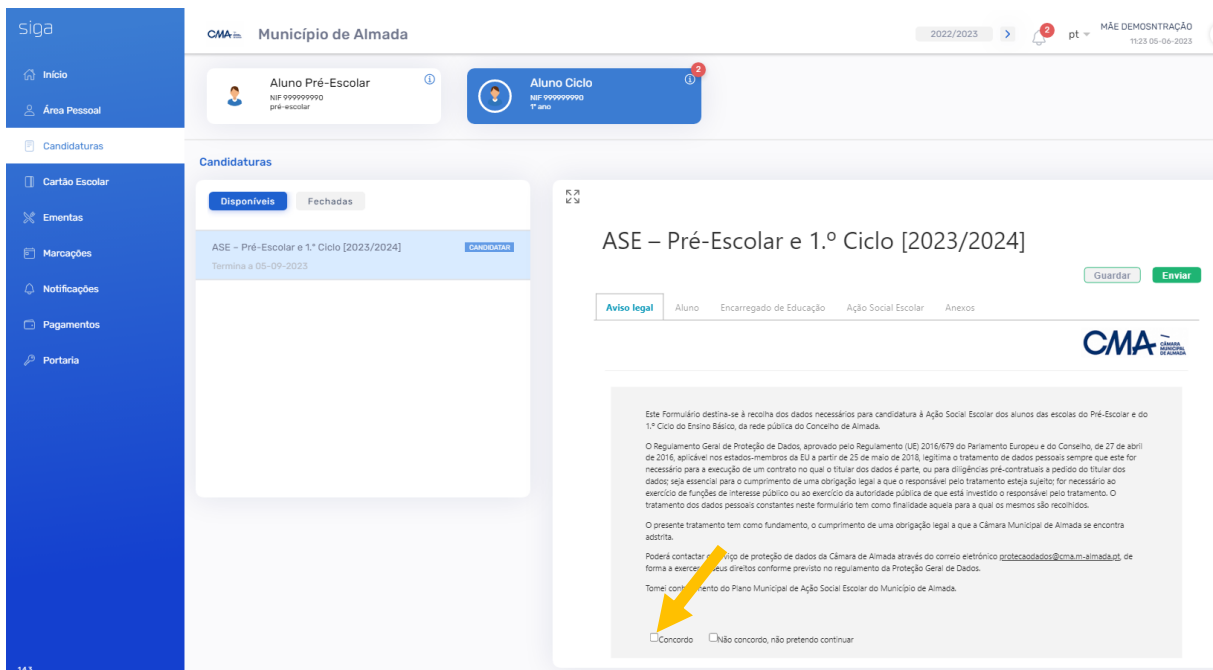 siga
Início
Área Pessoal
Candidaturas
Cartão Escolar
Ementas
Marcações
Notificações
Pagamentos
Portaria
14.3
CMA
Município de Almada
2022/2023
2
pt
MÃE DEMOSNTRAÇÃO
11:23 05-06-2023
Aluno Pré-Escolar
NIF 999999990
pré-escolar
Aluno Ciclo
NIF 999999990
1º ano
2
Candidaturas
Disponíveis
Fechadas
ASE – Pré-Escolar e 1.º Ciclo [2023/2024]
CANDIDATAR
Termina a 05-09-2023
ASE – Pré-Escolar e 1.º Ciclo [2023/2024]
Guardar
Enviar
Aviso legal
Aluno
Encarregado de Educação
Ação Social Escolar
Anexos
CMA
CÂMARA
MUNICIPAL
DE ALMADA
Este Formulário destina-se à recolha dos dados necessários para candidatura à Ação Social Escolar dos alunos das escolas do Pré-Escolar e do
1.º Ciclo do Ensino Básico, da rede pública do Concelho de Almada.
O Regulamento Geral de Proteção de Dados, aprovado pelo Regulamento (UE) 2016/679 do Parlamento Europeu e do Conselho, de 27 de abril
de 2016, aplicável nos estados-membros da EU a partir de 25 de maio de 2018, legitima o tratamento de dados pessoais sempre que este for
necessário para a execução de um contrato no qual o titular dos dados é parte, ou para diligências pré-contratuais a pedido do titular dos
dados; seja essencial para o cumprimento de uma obrigação legal a que o responsável pelo tratamento esteja sujeito; for necessário ao
exercício de funções de interesse público ou ao exercício da autoridade pública de que está investido o responsável pelo tratamento. O
tratamento dos dados pessoais constantes neste formulário tem como finalidade aquela para a qual os mesmos são recolhidos.
O presente tratamento tem como fundamento, o cumprimento de uma obrigação legal a que a Câmara Municipal de Almada se encontra
adstrita.
Poderá contactar de proteção de dados da Câmara de Almada através do correio eletrónico protecaodados@cma.m-almada.pt, de
forma a exercer seus direitos conforme previsto no regulamento da Proteção Geral de Dados.
Tomei do Plano Municipal de Ação Social Escolar do Município de Almada.
Concordo
Não concordo, não pretendo continuar